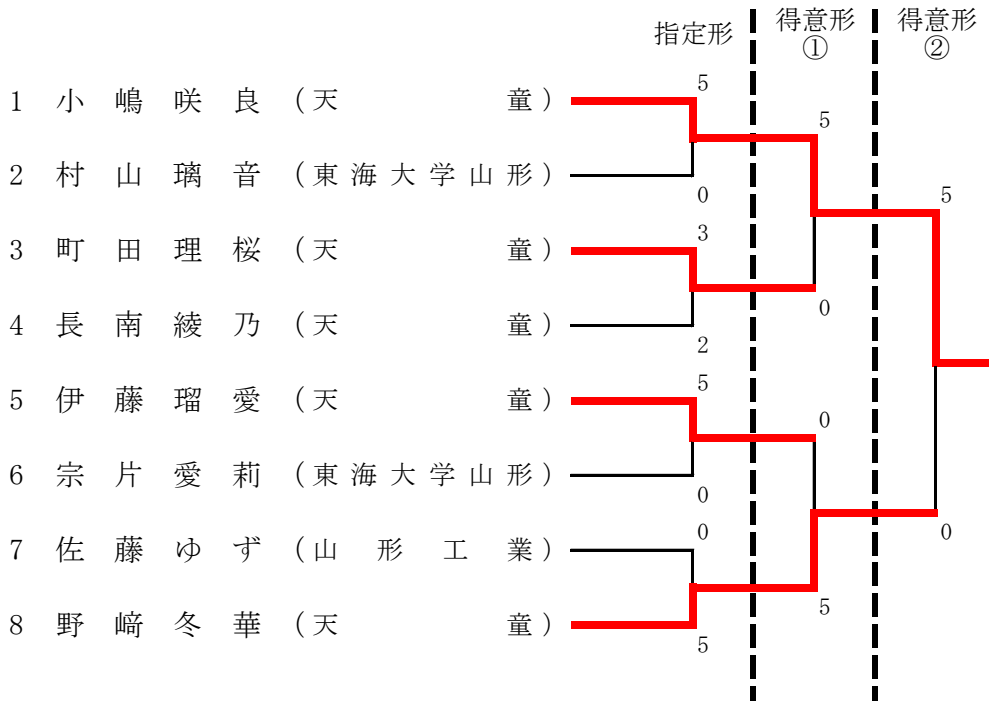 指定形 得意形① 得意形②
1 小嶋咲良 (天童) 5
5
2 村山璃音 (東海大学山形) 0
5
3 町田理桜 (天童) 3
0
4 長南綾乃 (天童) 2
5 伊藤瑠愛 (天童) 5
0
6 宗片愛莉 (東海大学山形) 0
7 佐藤ゆず (山形工業) 0
0
5
8 野﨑冬華 (天童) 5